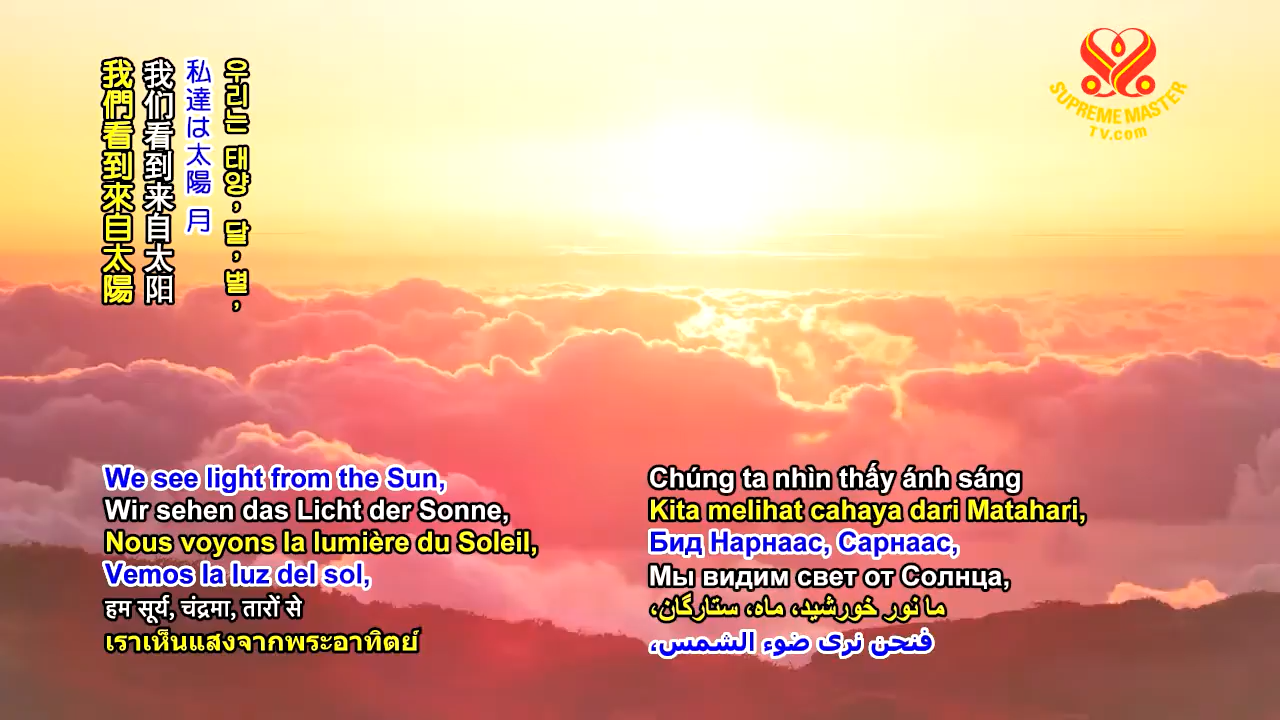 我們看到來自太陽
我们看到来自太阳
私達は太陽 月
우리는 태양, 달, 별,
SUPREME MASTER
TV.com
We see light from the Sun,
Wir sehen das Licht der Sonne,
Nous voyons la lumière du Soleil,
Vemos la luz del sol,
हम सूर्य, चंद्रमा, तारों से
เราเห็นแสงจากพระอาทิตย์
Chúng ta nhìn thấy ánh sáng
Kita melihat cahaya dari Matahari,
Бид Нарнаас, Сарнаас,
Мы видим свет от Солнца,
ما نور خورشید، ماه، ستارگان،
فنحن نرى ضوء الشمس،